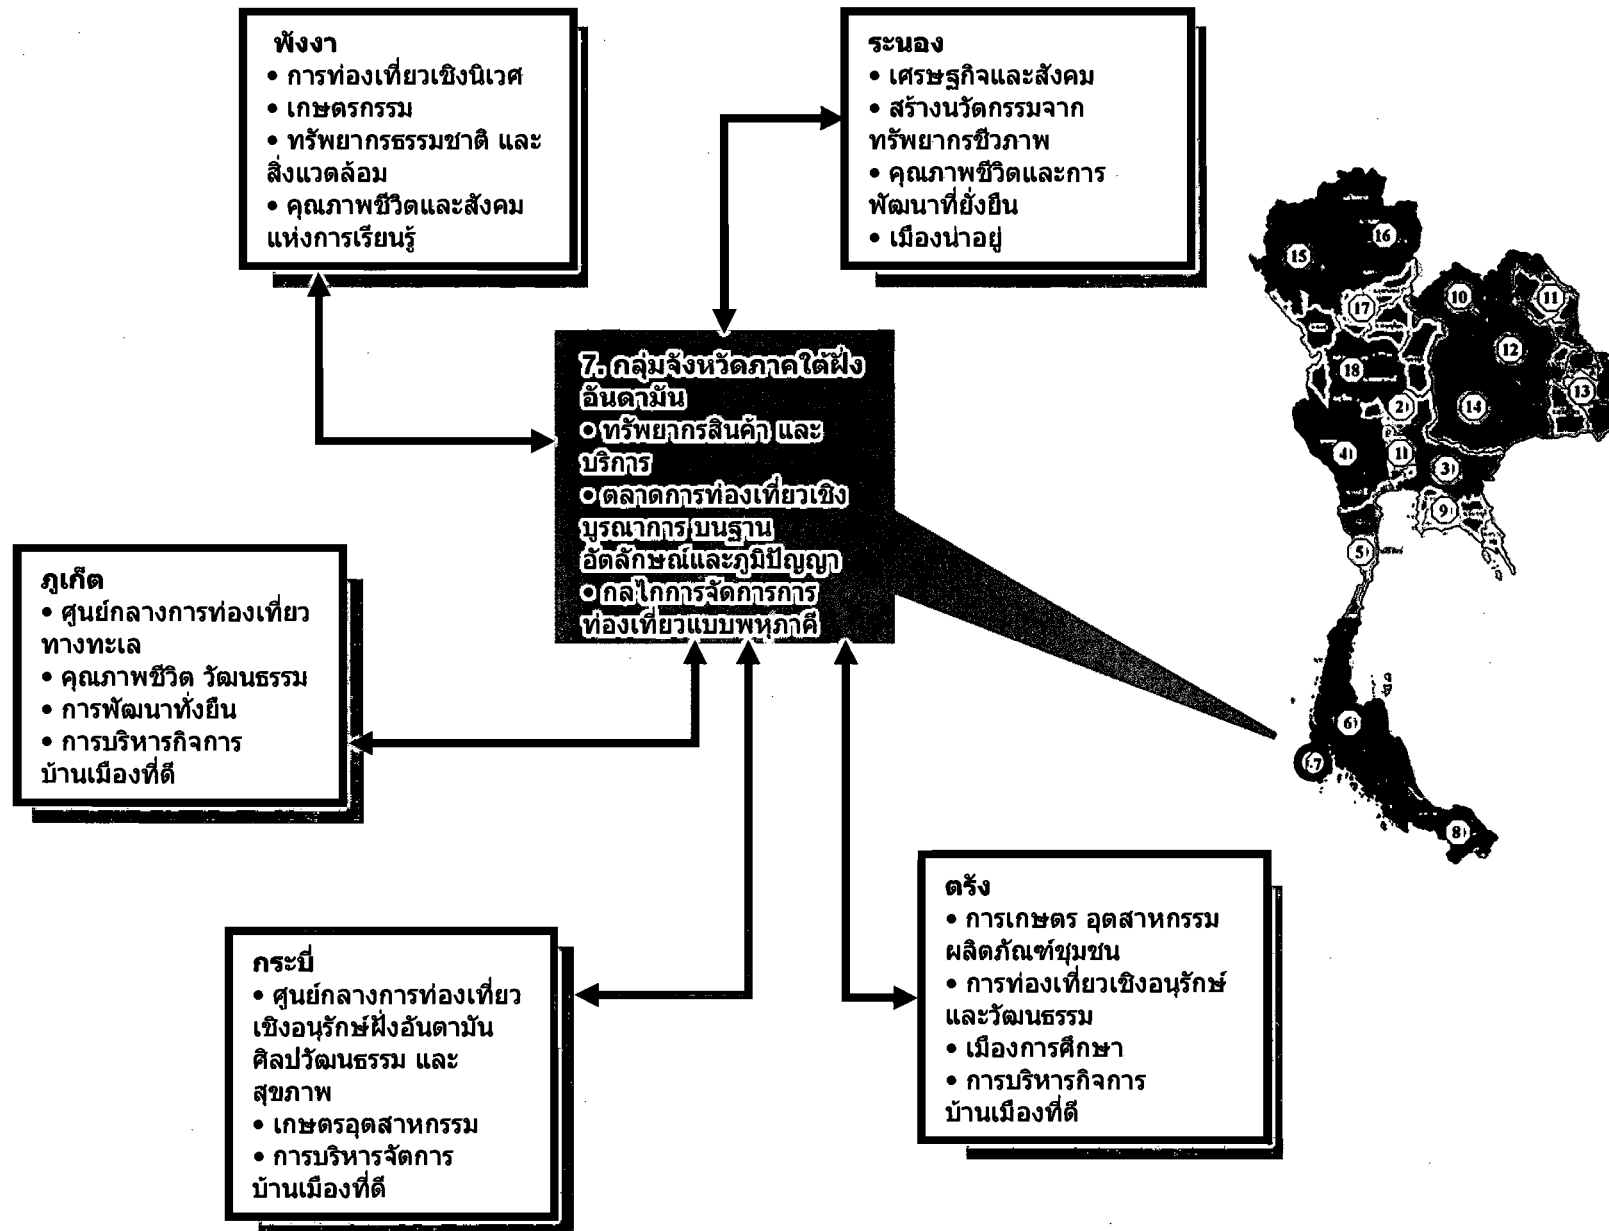 พังงา
• การท่องเที่ยวเชิงนิเวศ
• เกษตรกรรม
• ทรัพยากรธรรมชาติ และ
สิ่งแวดล้อม
• คุณภาพชีวิตและสังคม
แห่งการเรียนรู้
ระนอง
• เศรษฐกิจและสังคม
• สร้างนวัตกรรมจาก
ทรัพยากรชีวภาพ
• คุณภาพชีวิตและการ
พัฒนาที่ยั่งยืน
• เมืองน่าอยู่
7. กลุ่มจังหวัดภาคใต้ฝั่ง
อันดามัน
• ทรัพยากรสินค้า และ
บริการ
• ตลาดการท่องเที่ยวเชิง
บูรณาการ บนฐาน
อัตลักษณ์และภูมิปัญญา
• กลไกการจัดการการ
ท่องเที่ยวแบบพหุภาคี
ภูเก็ต
• ศูนย์กลางการท่องเที่ยว
ทางทะเล
• คุณภาพชีวิต วัฒนธรรม
• การพัฒนาทั่งยืน
• การบริหารกิจการ
บ้านเมืองที่ดี
กระบี่
• ศูนย์กลางการท่องเที่ยว
เชิงอนุรักษ์ฝั่งอันดามัน
ศิลปวัฒนธรรม และ
สุขภาพ
• เกษตรอุตสาหกรรม
• การบริหารจัดการ
บ้านเมืองที่ดี
ตรัง
• การเกษตร อุตสาหกรรม
ผลิตภัณฑ์ชุมชน
• การท่องเที่ยวเชิงอนุรักษ์
และวัฒนธรรม
• เมืองการศึกษา
• การบริหารกิจการ
บ้านเมืองที่ดี
16
15
10
11
17
12
18
13
2
14
4
1
3
9
5
6
7
8